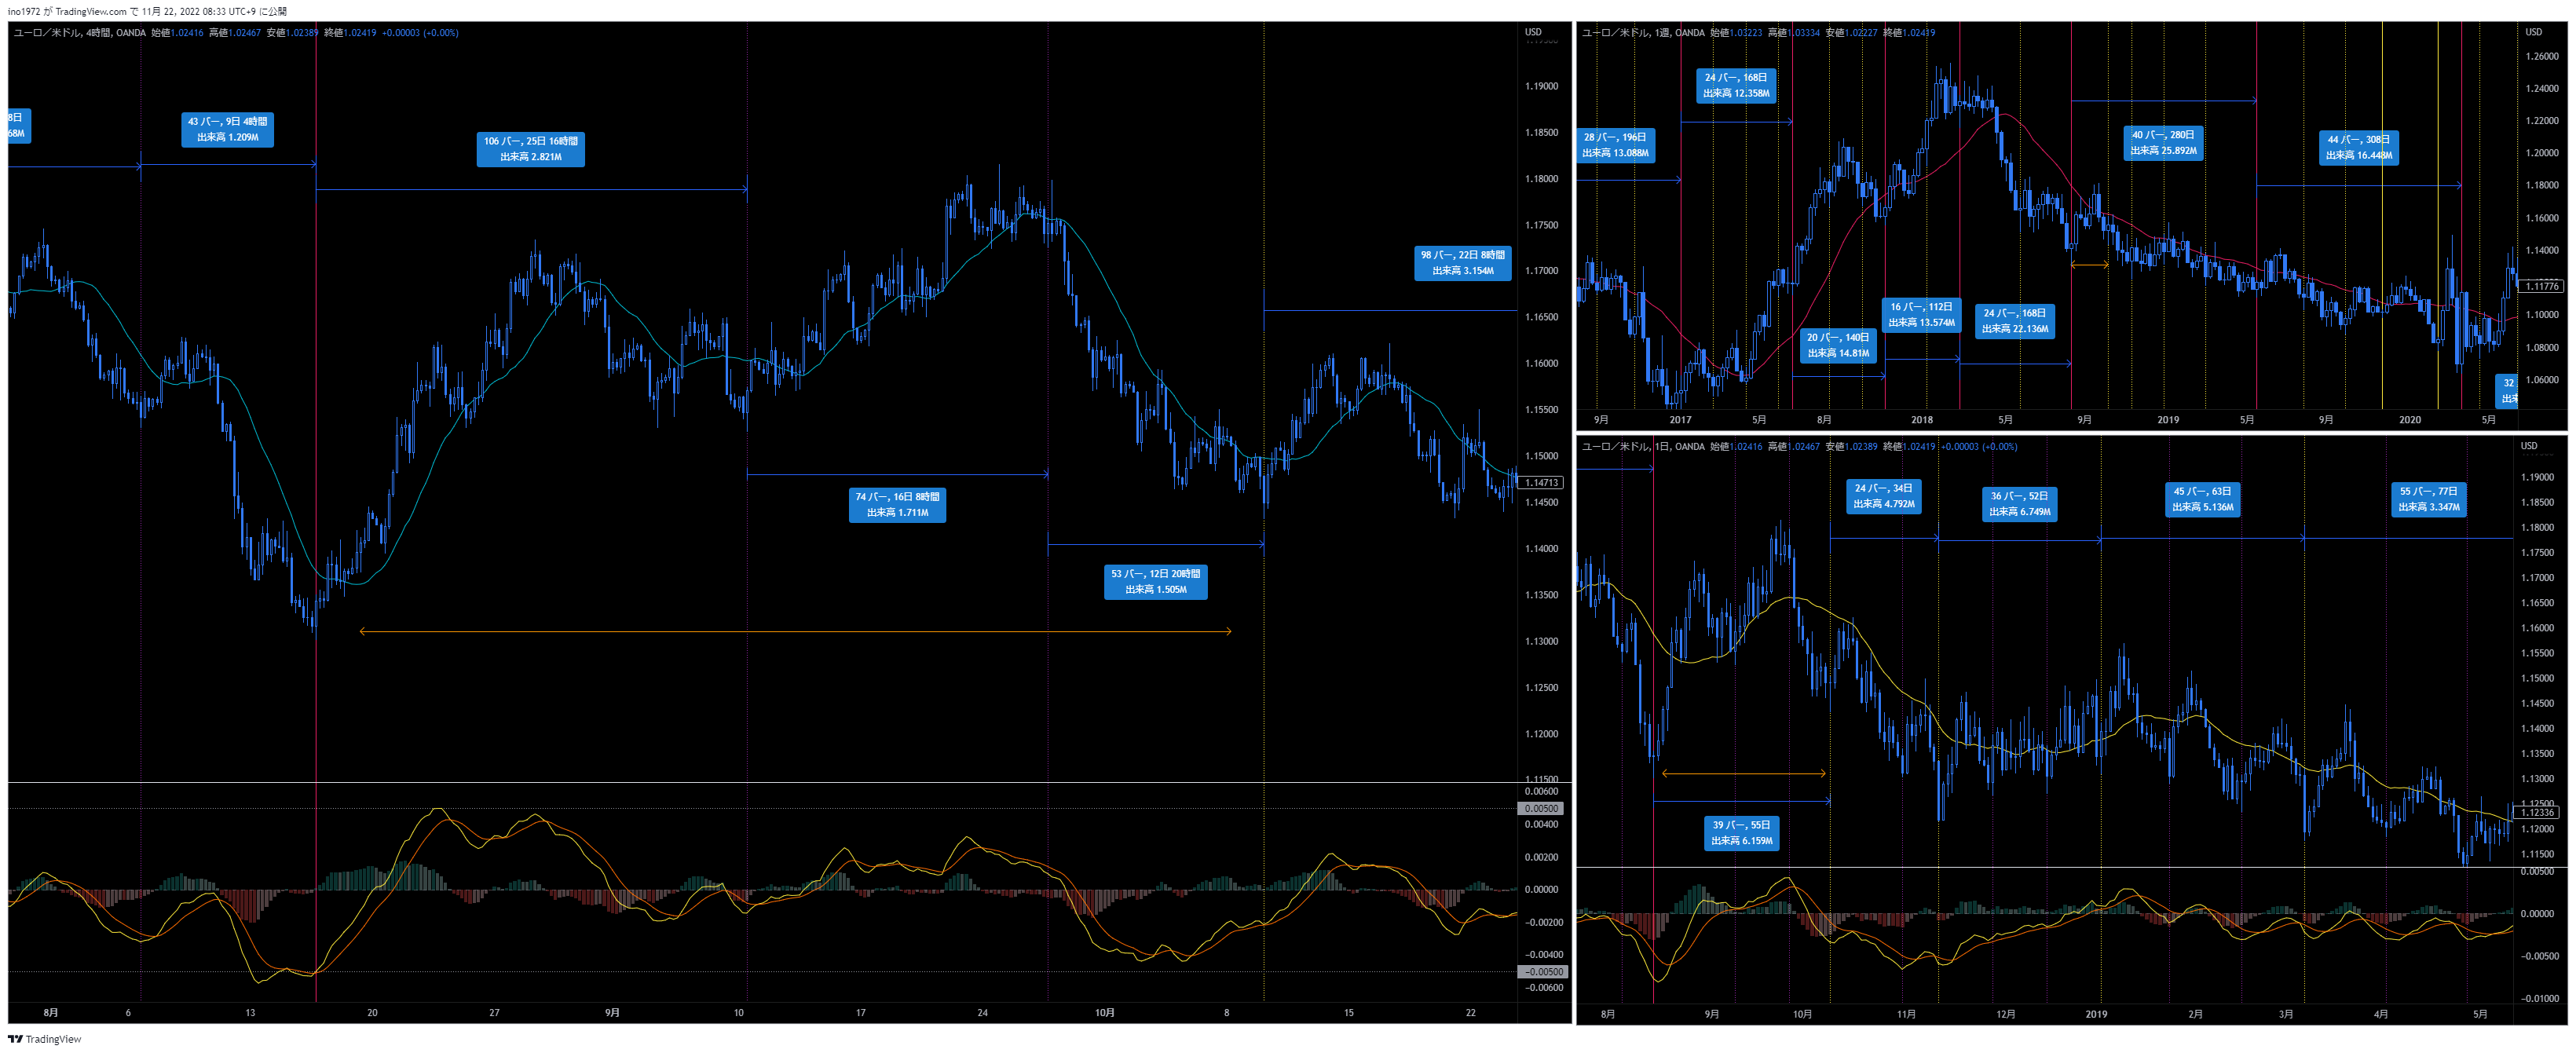 ino1972 が TradingView.com で 11月 22, 2022 08:33 UTC+9 に公開
ユーロ／米ドル, 4時間, OANDA 始値1.02416 高値1.02467 安値1.02389 終値1.02419 +0.00003 (+0.00%)
USD
8日
68M
43 バー, 9日 4時間
出来高 1.209M
106 バー, 25日 16時間
出来高 2.821M
98 バー, 22日 8時間
出来高 3.154M
74 バー, 16日 8時間
出来高 1.711M
53 バー, 12日 20時間
出来高 1.505M
1.19000
1.18500
1.18000
1.17500
1.17000
1.16500
1.16000
1.15500
1.15000
1.14713
1.14500
1.14000
1.13500
1.13000
1.12500
1.12000
1.11500
0.00600
0.00500
0.00400
0.00200
0.00000
−0.00200
−0.00400
−0.00500
−0.00600
8月 6 13 20 27 9月 10 17 24 10月 8 15 22
ユーロ／米ドル, 1週, OANDA 始値1.03223 高値1.03334 安値1.02227 終値1.02419
USD
24 バー, 168日
出来高 12.358M
28 バー, 196日
出来高 13.088M
40 バー, 280日
出来高 25.892M
44 バー, 308日
出来高 16.448M
16 バー, 112日
出来高 13.574M
24 バー, 168日
出来高 22.136M
20 バー, 140日
出来高 14.81M
32
出来
1.26000
1.24000
1.22000
1.20000
1.18000
1.16000
1.14000
1.11776
1.10000
1.08000
1.06000
9月 2017 5月 8月 2018 5月 9月 2019 5月 9月 2020 5月
ユーロ／米ドル, 1日, OANDA 始値1.02416 高値1.02467 安値1.02389 終値1.02419 +0.00003 (+0.00%)
USD
24 バー, 34日
出来高 4.792M
36 バー, 52日
出来高 6.749M
45 バー, 63日
出来高 5.136M
55 バー, 77日
出来高 3.347M
39 バー, 55日
出来高 6.159M
1.19000
1.18500
1.18000
1.17500
1.17000
1.16500
1.16000
1.15500
1.15000
1.14500
1.14000
1.13500
1.13000
1.12500
1.12336
1.12000
1.11500
0.00500
0.00000
−0.00500
−0.01000
8月 9月 10月 11月 12月 2019 2月 3月 4月 5月
TradingView